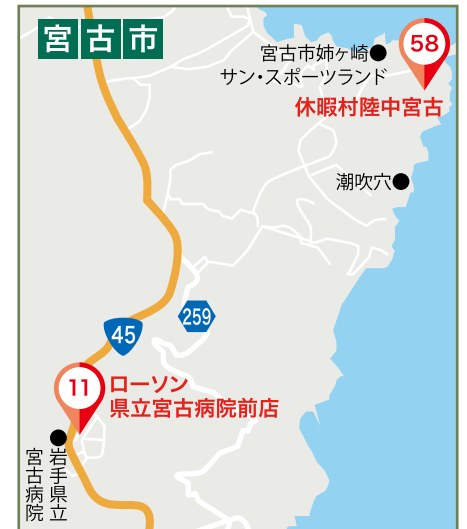 宮古市
宮古市姉ヶ崎
サン・スポーツランド
58
休暇村陸中宮古
潮吹穴
259
45
11
ローソン
県立宮古病院前店
岩手県立
宮古病院